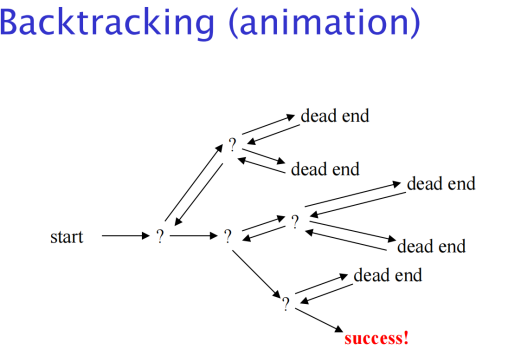 Backtracking (animation)
dead end
?
dead end
dead end
?
start
?
?
dead end
dead end
?
success!